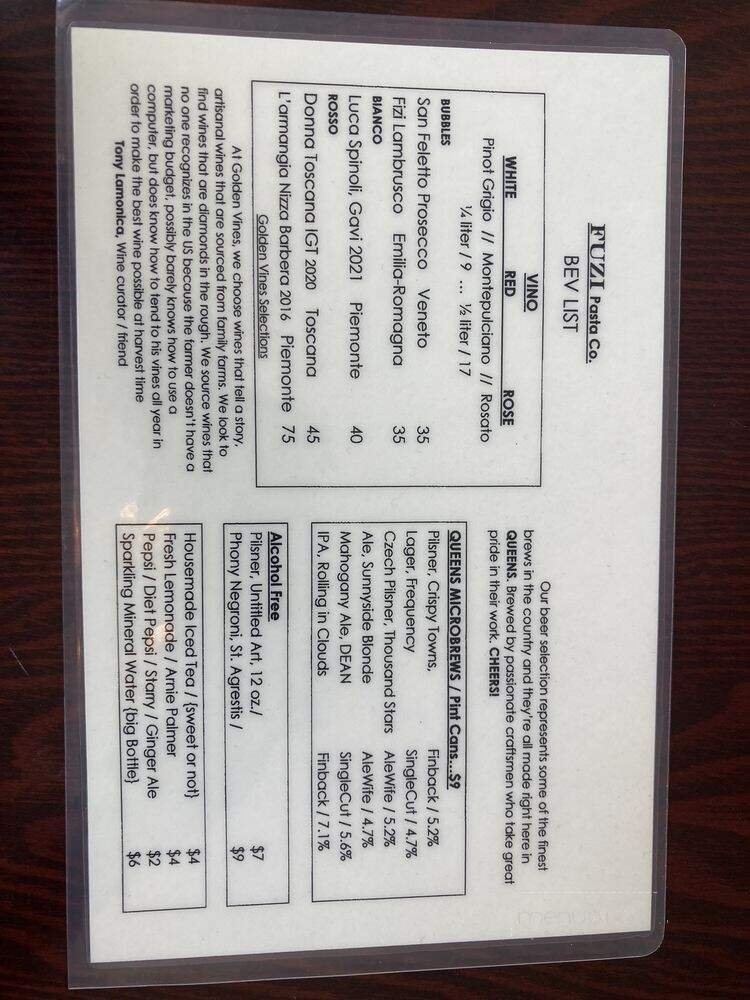 FUZI Pasta Co.
BEV LIST
VINO
WHITE RED ROSE
Pinot Grigio // Montepulciano // Rosato
¼ liter / 9 ... ½ liter / 17
BUBBLES
San Feletto Prosecco Veneto 35
Fizi Lambrusco Emilia-Romagna 35
BIANCO
Luca Spinoli, Gavi 2021 Piemonte 40
ROSSO
Donna Toscana IGT 2020 Toscana 45
L'armangia Nizza Barbera 2016 Piemonte 75
Golden Vines Selections
At Golden Vines, we choose wines that tell a story,
artisanal wines that are sourced from family farms. We look to
find wines that are diamonds in the rough. We source wines that
no one recognizes in the US because the farmer doesn't have a
marketing budget, possibly barely knows how to use a
computer, but does know how to tend to his vines all year in
order to make the best wine possible at harvest time
Tony Lamonica, Wine curator / friend
Our beer selection represents some of the finest
brews in the country and they're all made right here in
QUEENS. Brewed by passionate craftsmen who take great
pride in their work. CHEERS!
QUEENS MICROBREWS / Pint Cans...$9
Pilsner, Crispy Towns, Finback / 5.2%
Lager, Frequency SingleCut / 4.7%
Czech Pilsner, Thousand Stars AleWife / 5.2%
Ale, Sunnyside Blonde AleWife / 4.7%
Mahogany Ale, DEAN SingleCut / 5.6%
IPA, Rolling in Clouds Finback / 7.1%
Alcohol Free
Pilsner, Untitled Art, 12 oz./ $7
Phony Negroni, St. Agrestis / $9
Housemade Iced Tea / {sweet or not} $4
Fresh Lemonade / Arnie Palmer $4
Pepsi / Diet Pepsi / Starry / Ginger Ale $2
Sparkling Mineral Water {big Bottle} $6